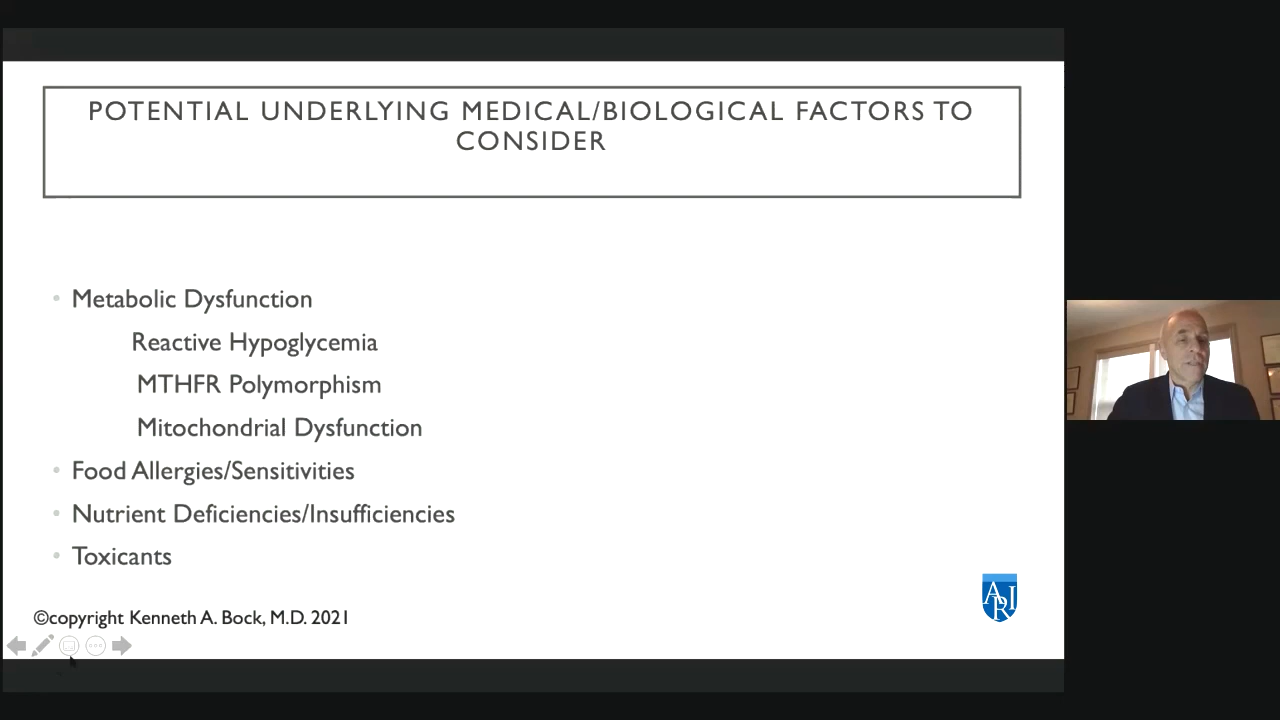 POTENTIAL UNDERLYING MEDICAL/BIOLOGICAL FACTORS TO
CONSIDER
• Metabolic Dysfunction
Reactive Hypoglycemia
MTHFR Polymorphism
Mitochondrial Dysfunction
• Food Allergies/Sensitivities
• Nutrient Deficiencies/Insufficiencies
• Toxicants
ARI
©copyright Kenneth A. Bock, M.D. 2021